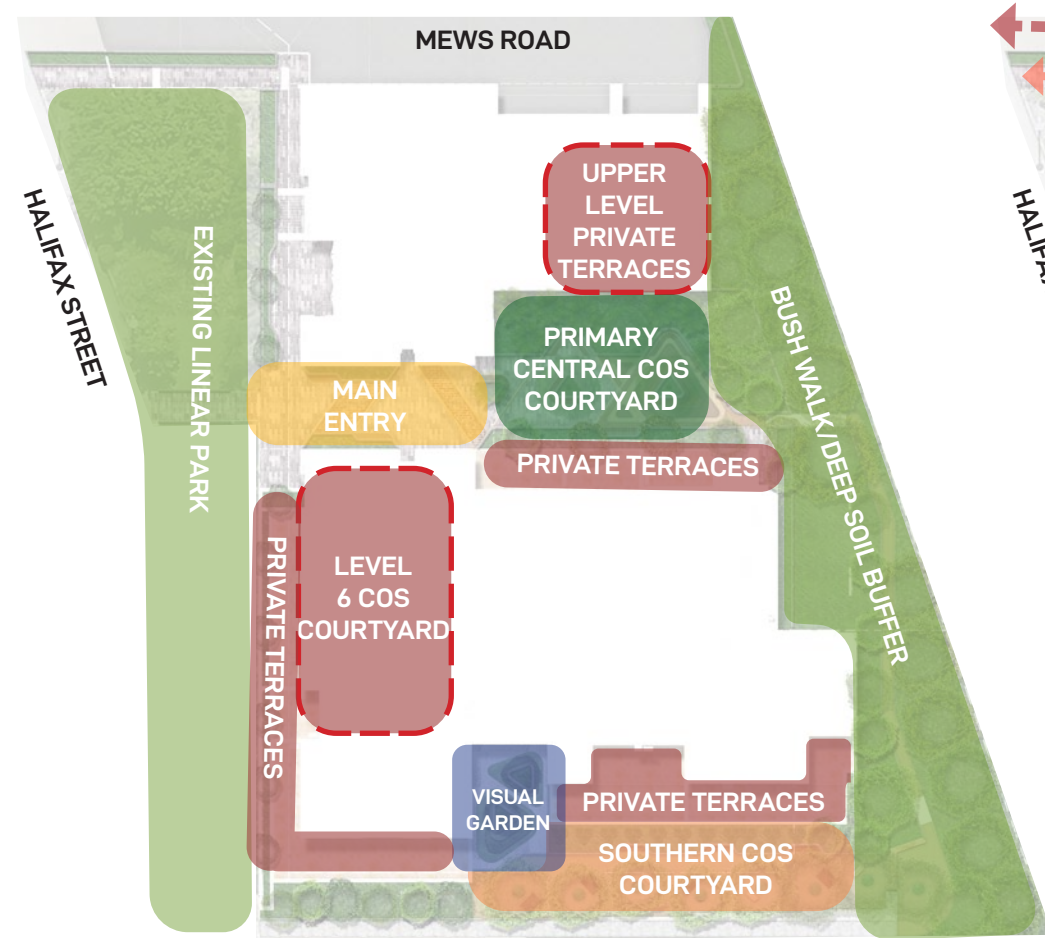 MEWS ROAD
HALIFAX STREET
EXISTING LINEAR PARK
UPPER
LEVEL
PRIVATE
TERRACES
BUSH WALK/DEEP SOIL BUFFER
PRIMARY
CENTRAL COS
COURTYARD
MAIN
ENTRY
PRIVATE TERRACES
PRIVATE TERRACES
LEVEL
6 COS
COURTYARD
VISUAL
GARDEN
PRIVATE TERRACES
SOUTHERN COS
COURTYARD